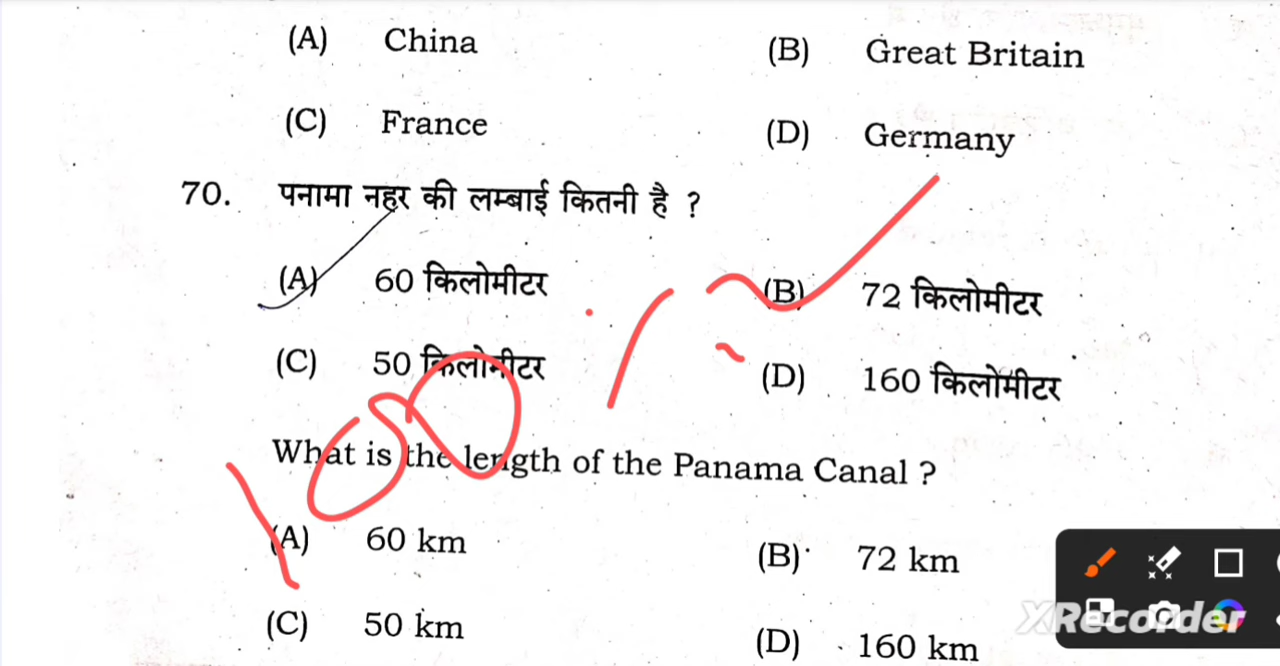 (A) China (B) Great Britain
(C) France (D) Germany
70. पनामा नहर की लम्बाई कितनी है ?
(A) 60 किलोमीटर (B) 72 किलोमीटर
(C) 50 किलोमीटर (D) 160 किलोमीटर
What is the length of the Panama Canal ?
(A) 60 km (B) 72 km
(C) 50 km (D) 160 km
100 %
XRecorder